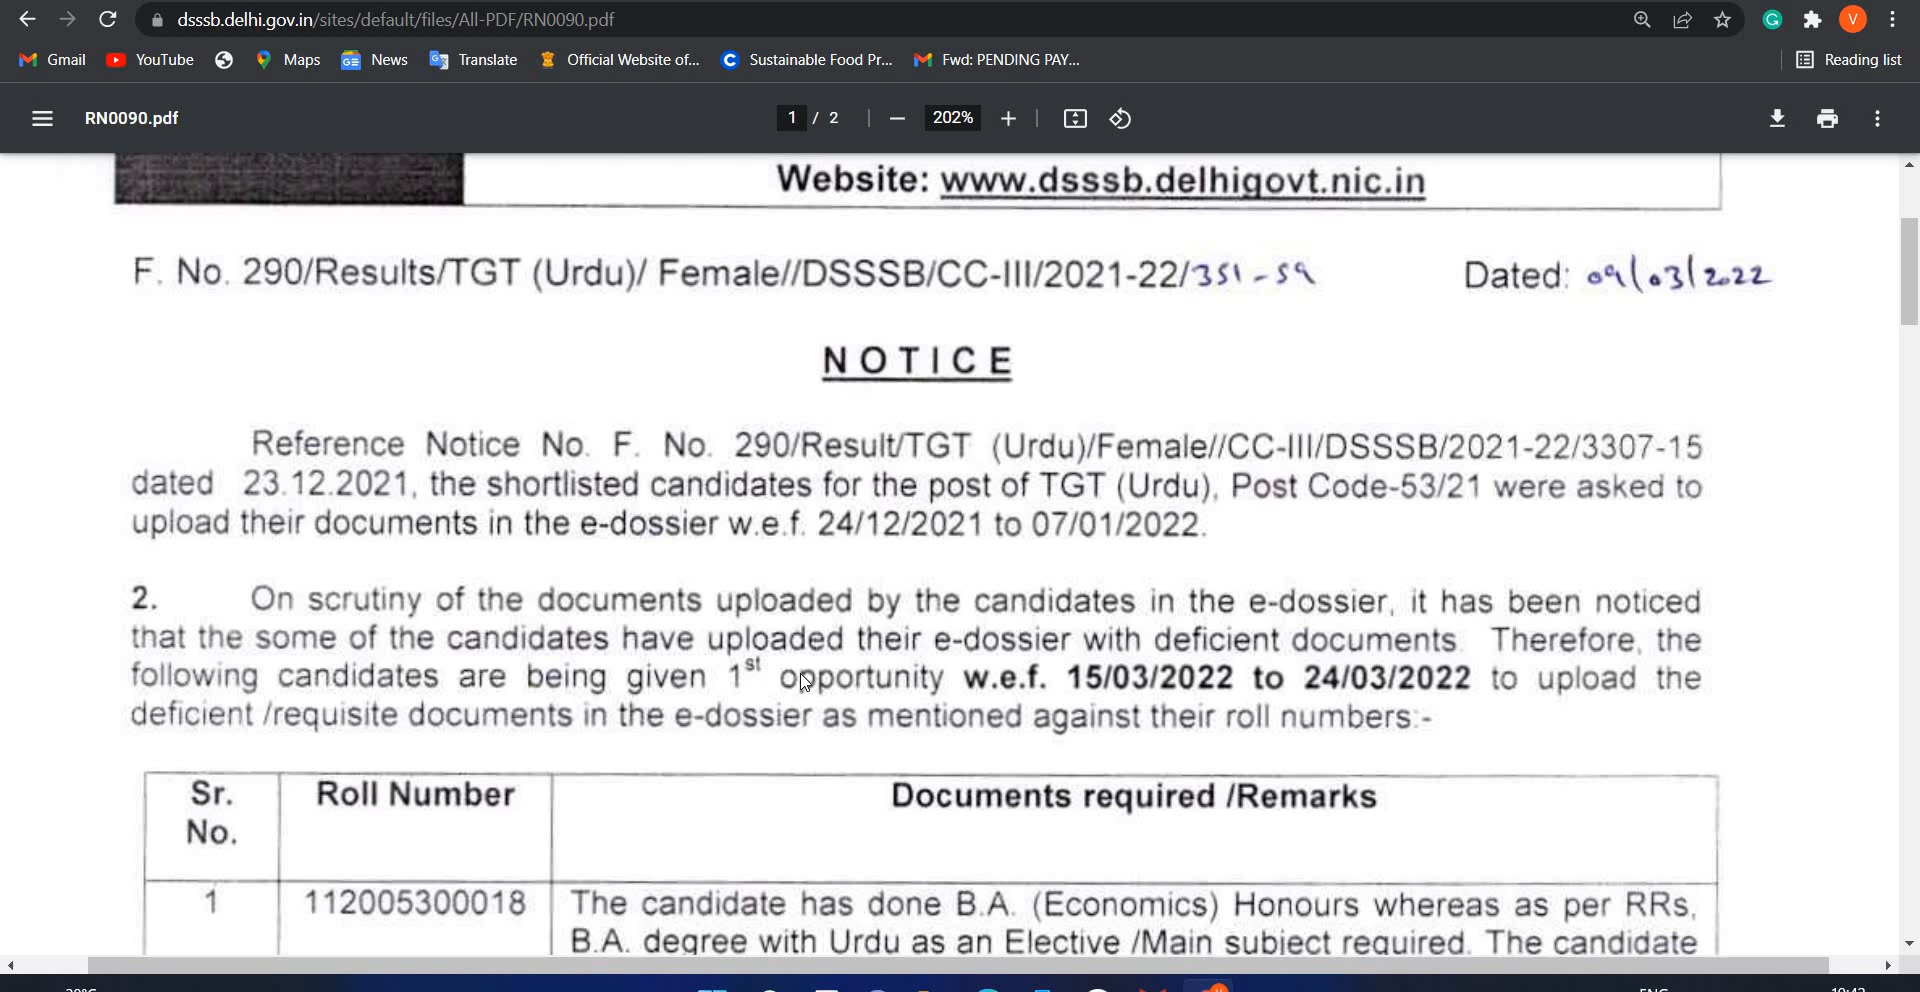 dsssb.delhi.gov.in/sites/default/files/All-PDF/RN0090.pdf
V
Gmail YouTube Maps News Translate Official Website of... Sustainable Food Pr... Fwd: PENDING PAY... Reading list
RN0090.pdf 1 / 2 202%
Website: www.dsssb.delhigovt.nic.in
F. No. 290/Results/TGT (Urdu)/ Female//DSSSB/CC-III/2021-22/351-59 Dated: 09/03/2022
NOTICE
Reference Notice No. F. No. 290/Result/TGT (Urdu)/Female//CC-III/DSSSB/2021-22/3307-15
dated 23.12.2021, the shortlisted candidates for the post of TGT (Urdu), Post Code-53/21 were asked to
upload their documents in the e-dossier w.e.f. 24/12/2021 to 07/01/2022.
2. On scrutiny of the documents uploaded by the candidates in the e-dossier, it has been noticed
that the some of the candidates have uploaded their e-dossier with deficient documents. Therefore, the
following candidates are being given 1st opportunity w.e.f. 15/03/2022 to 24/03/2022 to upload the
deficient /requisite documents in the e-dossier as mentioned against their roll numbers:-
Sr. No. Roll Number Documents required /Remarks
1 112005300018 The candidate has done B.A. (Economics) Honours whereas as per RRs,
B.A. degree with Urdu as an Elective /Main subject required. The candidate